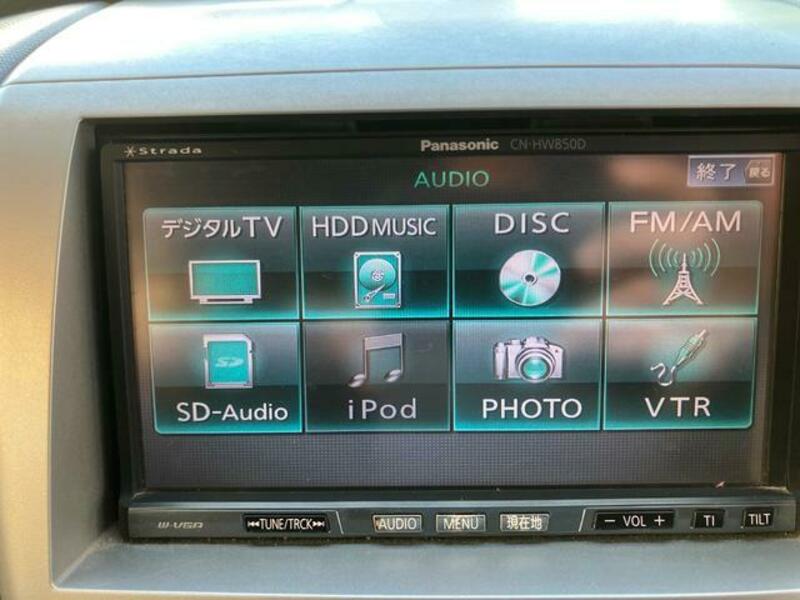 Strada
Panasonic CN-HW850D
AUDIO
終了 戻る
デジタルTV HDD MUSIC DISC FM/AM
SD
SD-Audio iPod PHOTO VTR
W-VGA TUNE/TRCK AUDIO MENU 現在地 − VOL + TI TILT